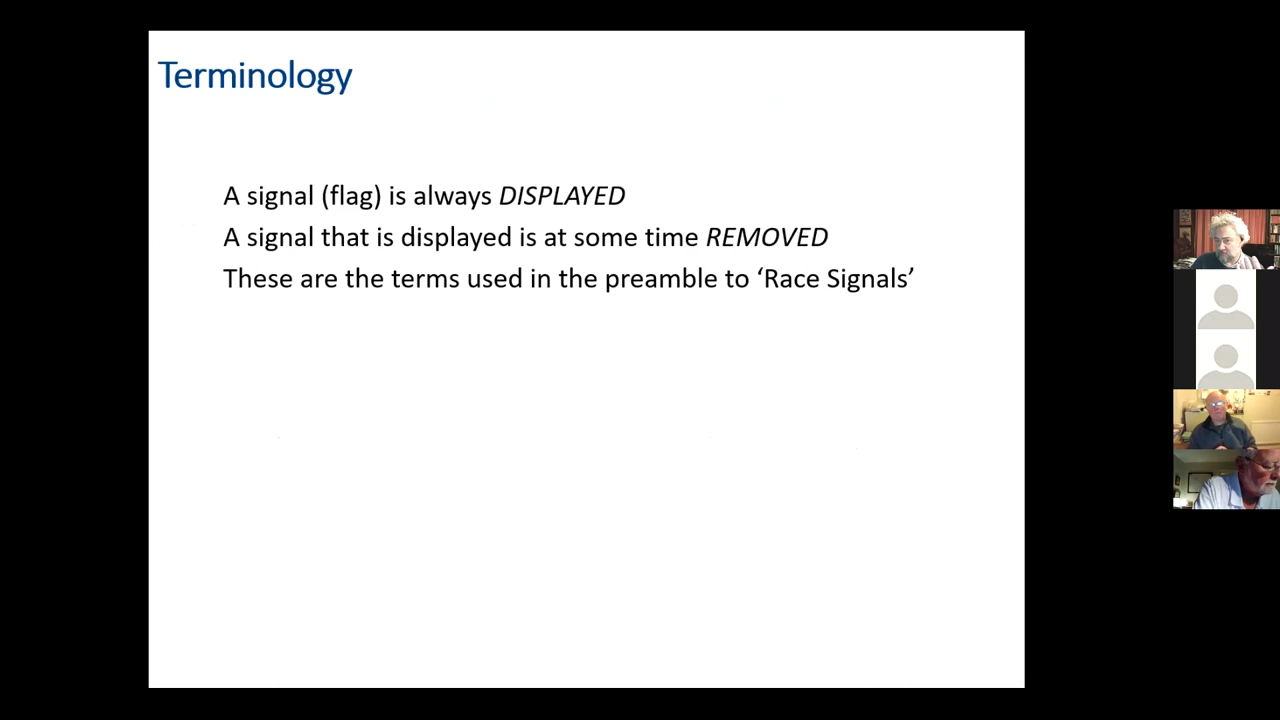 Terminology
A signal (flag) is always DISPLAYED
A signal that is displayed is at some time REMOVED
These are the terms used in the preamble to ‘Race Signals’